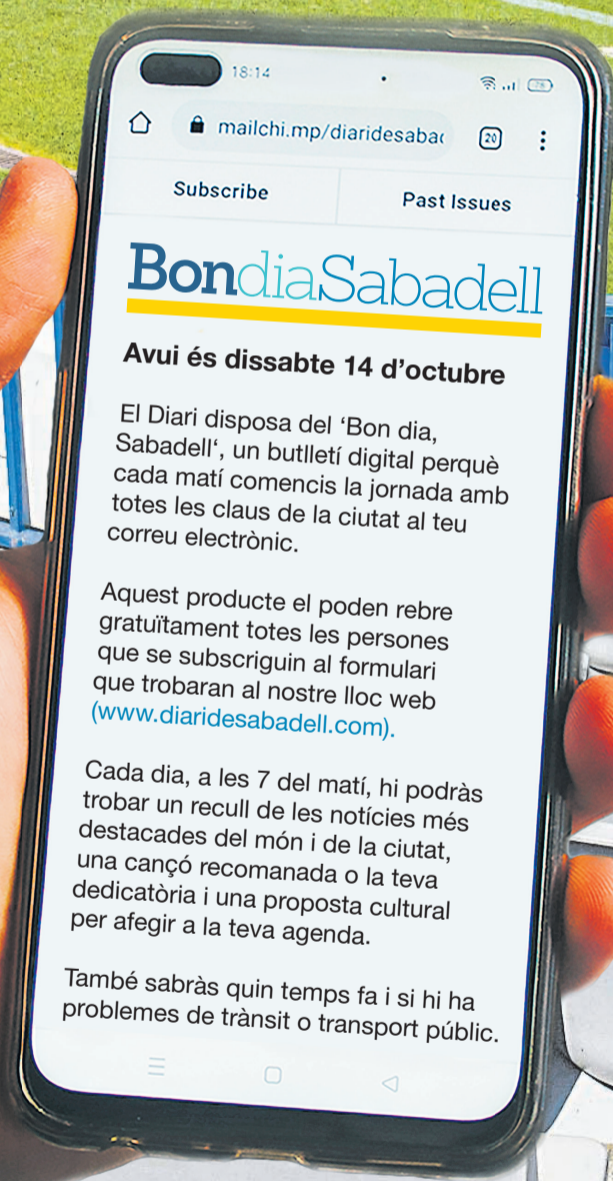 18:14
78
mailchi.mp/diaridesabad
20
Subscribe
Past Issues
BondiaSabadell
Avui és dissabte 14 d’octubre
El Diari disposa del ‘Bon dia,
Sabadell‘, un butlletí digital perquè
cada matí comencis la jornada amb
totes les claus de la ciutat al teu
correu electrònic.
Aquest producte el poden rebre
gratuïtament totes les persones
que se subscriguin al formulari
que trobaran al nostre lloc web
(www.diaridesabadell.com).
Cada dia, a les 7 del matí, hi podràs
trobar un recull de les notícies més
destacades del món i de la ciutat,
una cançó recomanada o la teva
dedicatòria i una proposta cultural
per afegir a la teva agenda.
També sabràs quin temps fa i si hi ha
problemes de trànsit o transport públic.